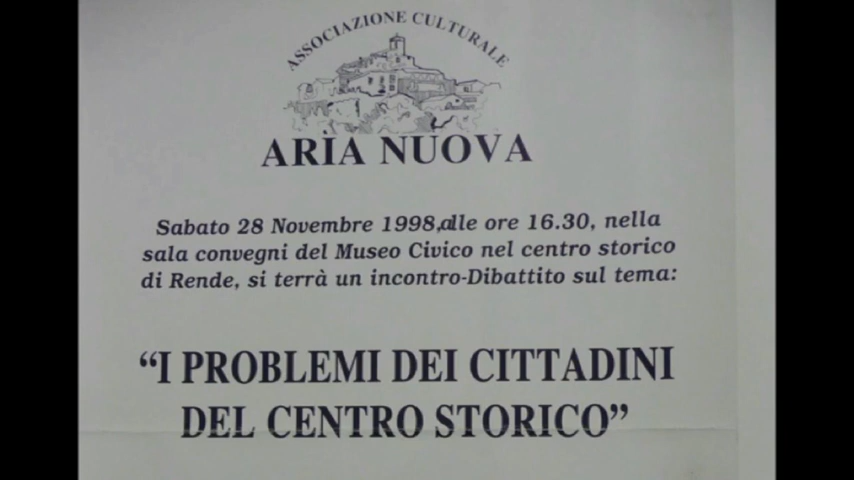 ASSOCIAZIONE CULTURALE
ARÌA NUOVA
Sabato 28 Novembre 1998,alle ore 16.30, nella
sala convegni del Museo Civico nel centro storico
di Rende, si terrà un incontro-Dibattito sul tema:
“I PROBLEMI DEI CITTADINI
DEL CENTRO STORICO”